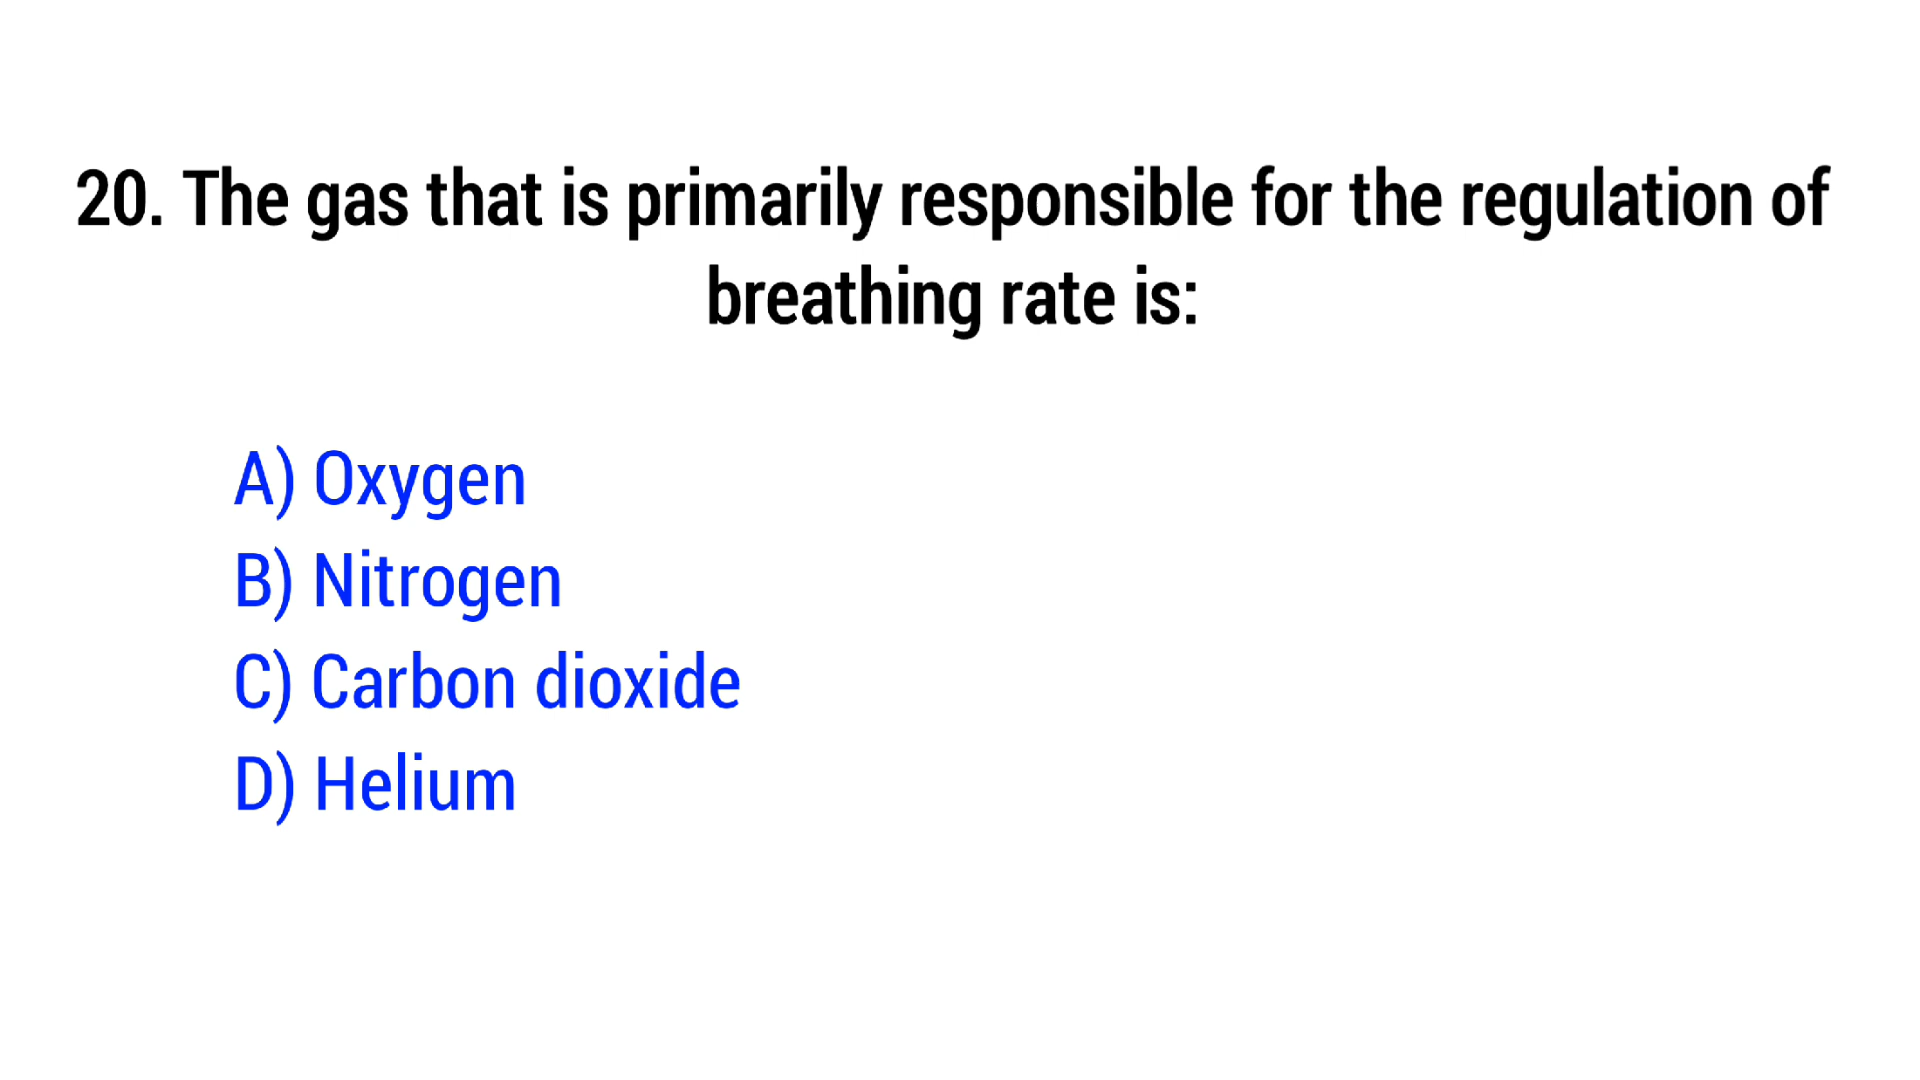 20. The gas that is primarily responsible for the regulation of
breathing rate is:
A) Oxygen
B) Nitrogen
C) Carbon dioxide
D) Helium